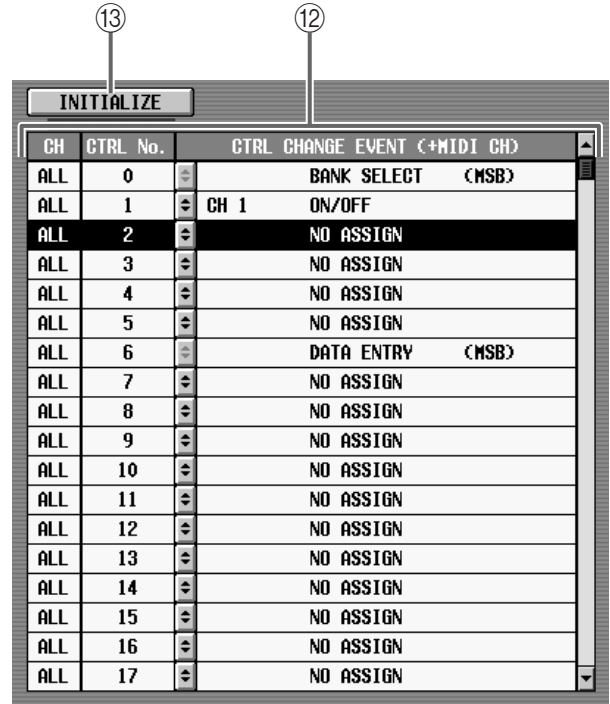 ⑬ ⑫
INITIALIZE
CH CTRL No. CTRL CHANGE EVENT (+MIDI CH)
ALL 0 BANK SELECT (MSB)
ALL 1 CH 1 ON/OFF
ALL 2 NO ASSIGN
ALL 3 NO ASSIGN
ALL 4 NO ASSIGN
ALL 5 NO ASSIGN
ALL 6 DATA ENTRY (MSB)
ALL 7 NO ASSIGN
ALL 8 NO ASSIGN
ALL 9 NO ASSIGN
ALL 10 NO ASSIGN
ALL 11 NO ASSIGN
ALL 12 NO ASSIGN
ALL 13 NO ASSIGN
ALL 14 NO ASSIGN
ALL 15 NO ASSIGN
ALL 16 NO ASSIGN
ALL 17 NO ASSIGN